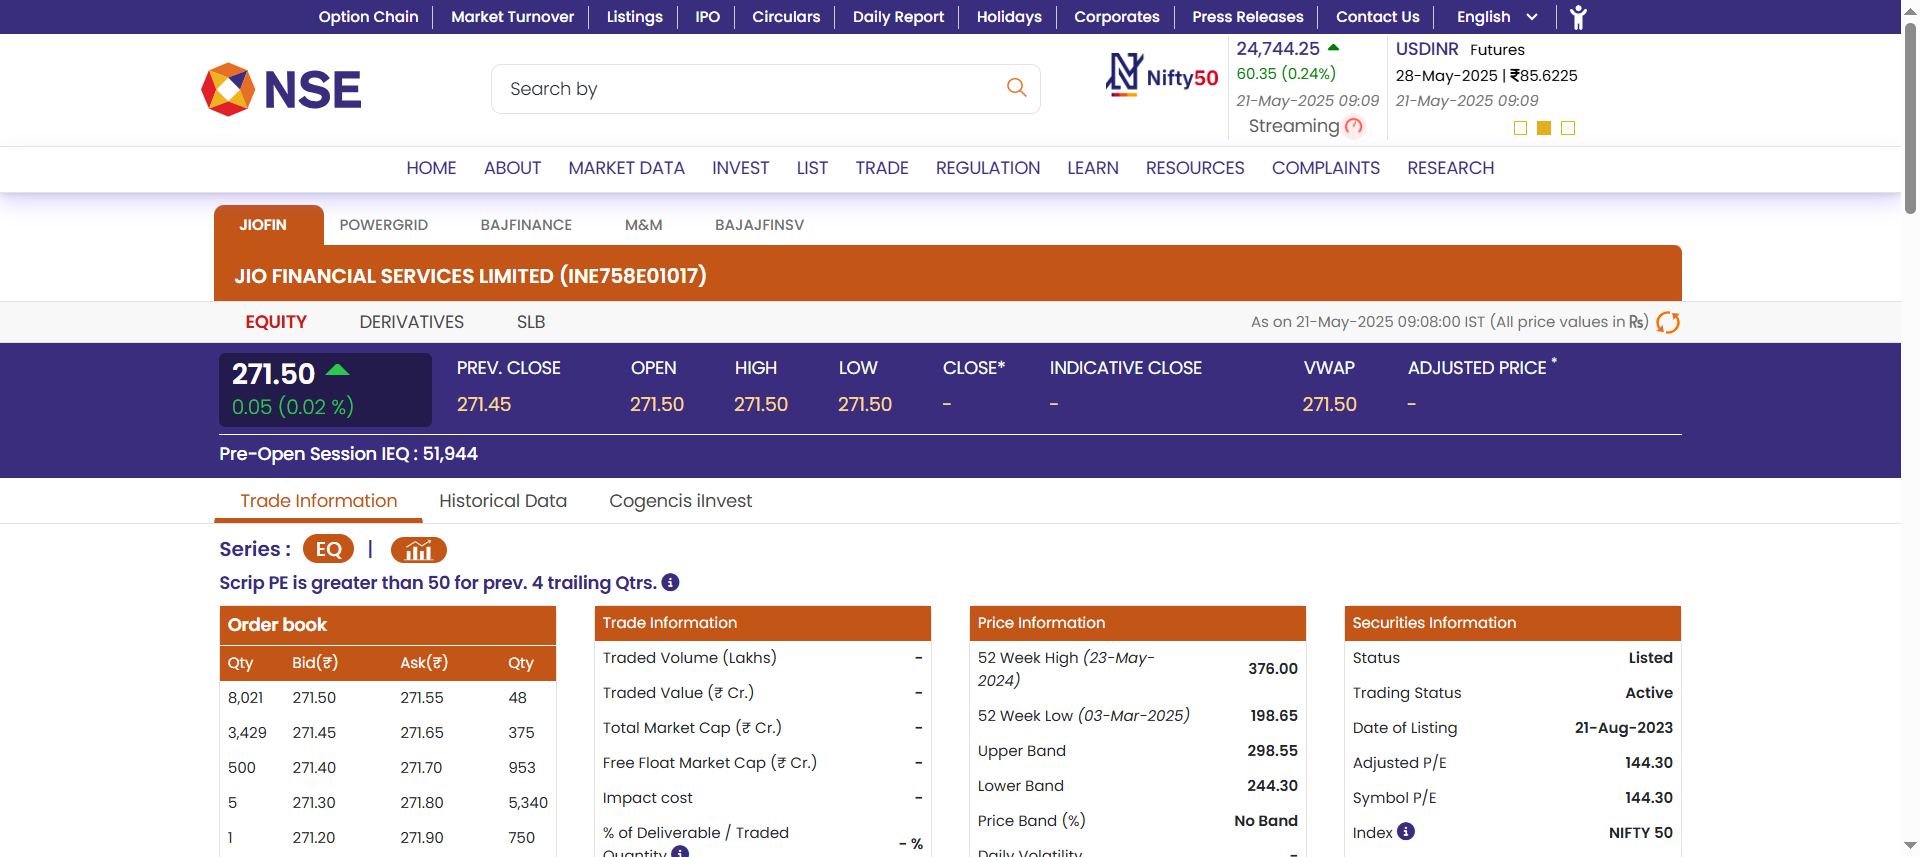 Option Chain Market Turnover Listings IPO Circulars Daily Report Holidays Corporates Press Releases Contact Us English
NSE
Search by
Nifty50
24,744.25
60.35 (0.24%)
21-May-2025 09:09
Streaming
USDINR Futures
28-May-2025 | ₹85.6225
21-May-2025 09:09
HOME ABOUT MARKET DATA INVEST LIST TRADE REGULATION LEARN RESOURCES COMPLAINTS RESEARCH
JIOFIN POWERGRID BAJFINANCE M&M BAJAJFINSV
JIO FINANCIAL SERVICES LIMITED (INE758E01017)
EQUITY DERIVATIVES SLB As on 21-May-2025 09:08:00 IST (All price values in ₨)
271.50
0.05 (0.02 %)
PREV. CLOSE OPEN HIGH LOW CLOSE* INDICATIVE CLOSE VWAP ADJUSTED PRICE *
271.45 271.50 271.50 271.50 - - 271.50 -
Pre-Open Session IEQ : 51,944
Trade Information Historical Data Cogencis iInvest
Series : EQ |
Scrip PE is greater than 50 for prev. 4 trailing Qtrs. i
Order book
Qty Bid(₹) Ask(₹) Qty
8,021 271.50 271.55 48
3,429 271.45 271.65 375
500 271.40 271.70 953
5 271.30 271.80 5,340
1 271.20 271.90 750
Trade Information
Traded Volume (Lakhs) -
Traded Value (₹ Cr.) -
Total Market Cap (₹ Cr.) -
Free Float Market Cap (₹ Cr.) -
Impact cost -
% of Deliverable / Traded
Quantity i - %
Price Information
52 Week High (23-May-
2024) 376.00
52 Week Low (03-Mar-2025) 198.65
Upper Band 298.55
Lower Band 244.30
Price Band (%) No Band
Daily Volatility -
Securities Information
Status Listed
Trading Status Active
Date of Listing 21-Aug-2023
Adjusted P/E 144.30
Symbol P/E 144.30
Index i NIFTY 50